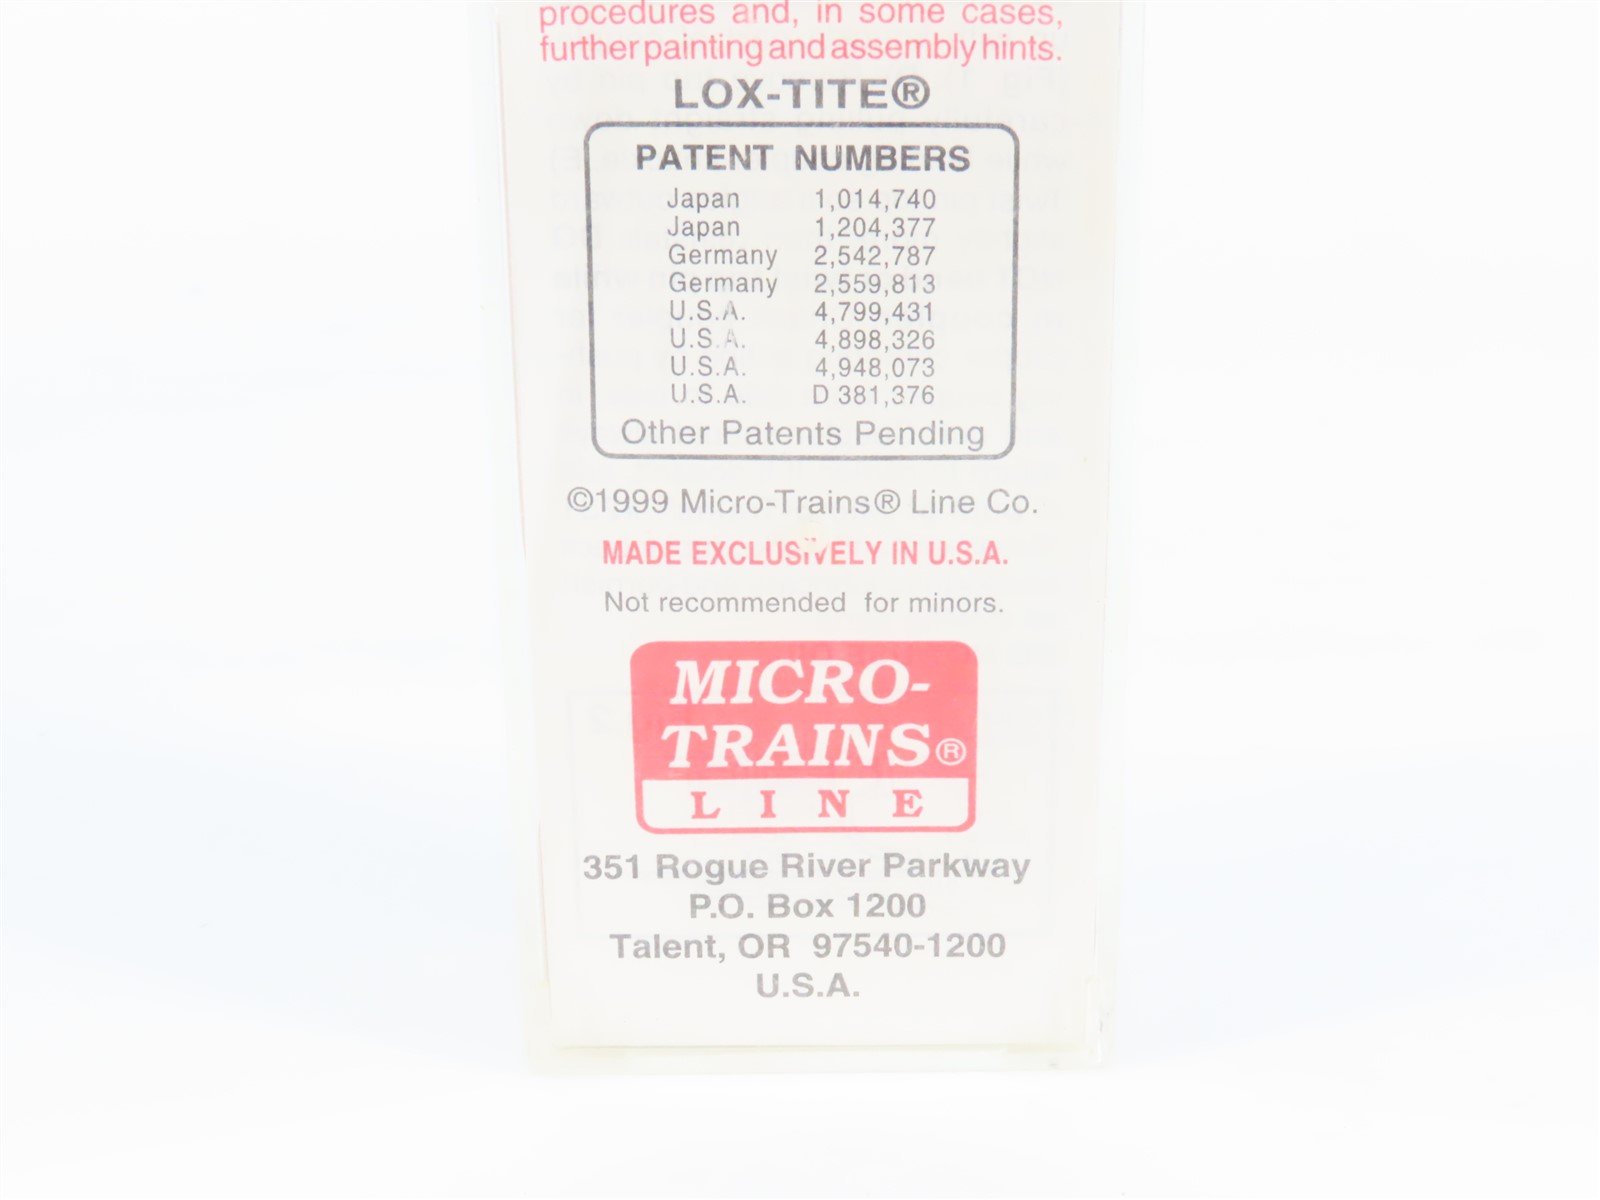 procedures and, in some cases,
further painting and assembly hints.
LOX-TITE®
PATENT NUMBERS
Japan 1,014,740
Japan 1,204,377
Germany 2,542,787
Germany 2,559,813
U.S.A. 4,799,431
U.S.A. 4,898,326
U.S.A. 4,948,073
U.S.A. D 381,376
Other Patents Pending
©1999 Micro-Trains® Line Co.
MADE EXCLUSIVELY IN U.S.A.
Not recommended for minors.
MICRO-
TRAINS®
LINE
351 Rogue River Parkway
P.O. Box 1200
Talent, OR 97540-1200
U.S.A.